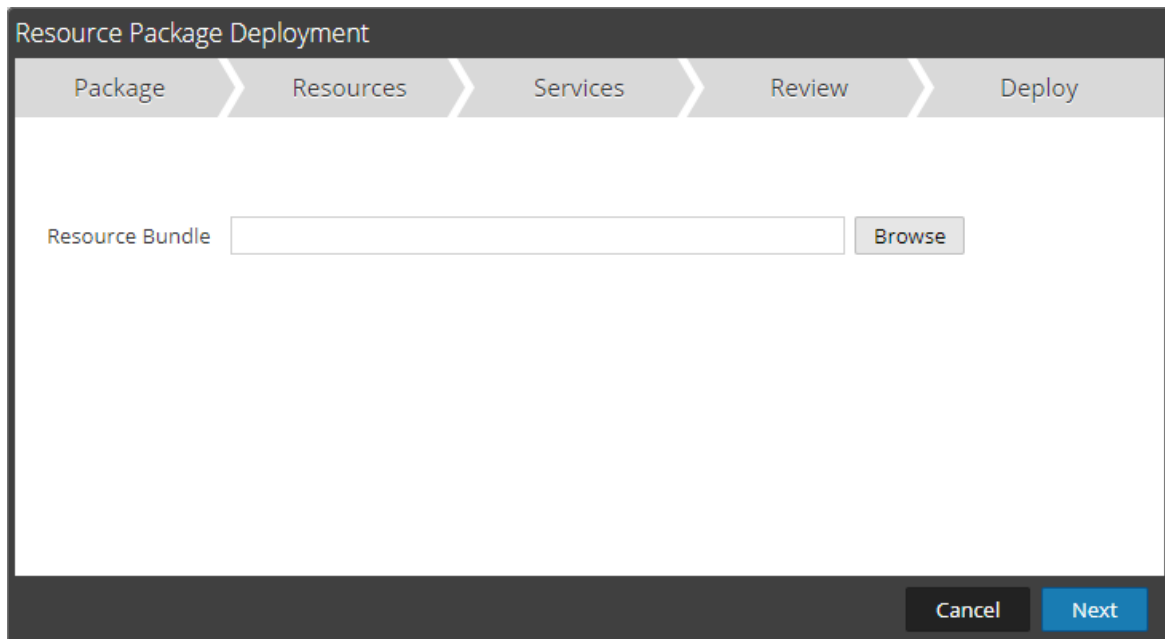 Resource Package Deployment
Package Resources Services Review Deploy
Resource Bundle Browse
Cancel Next